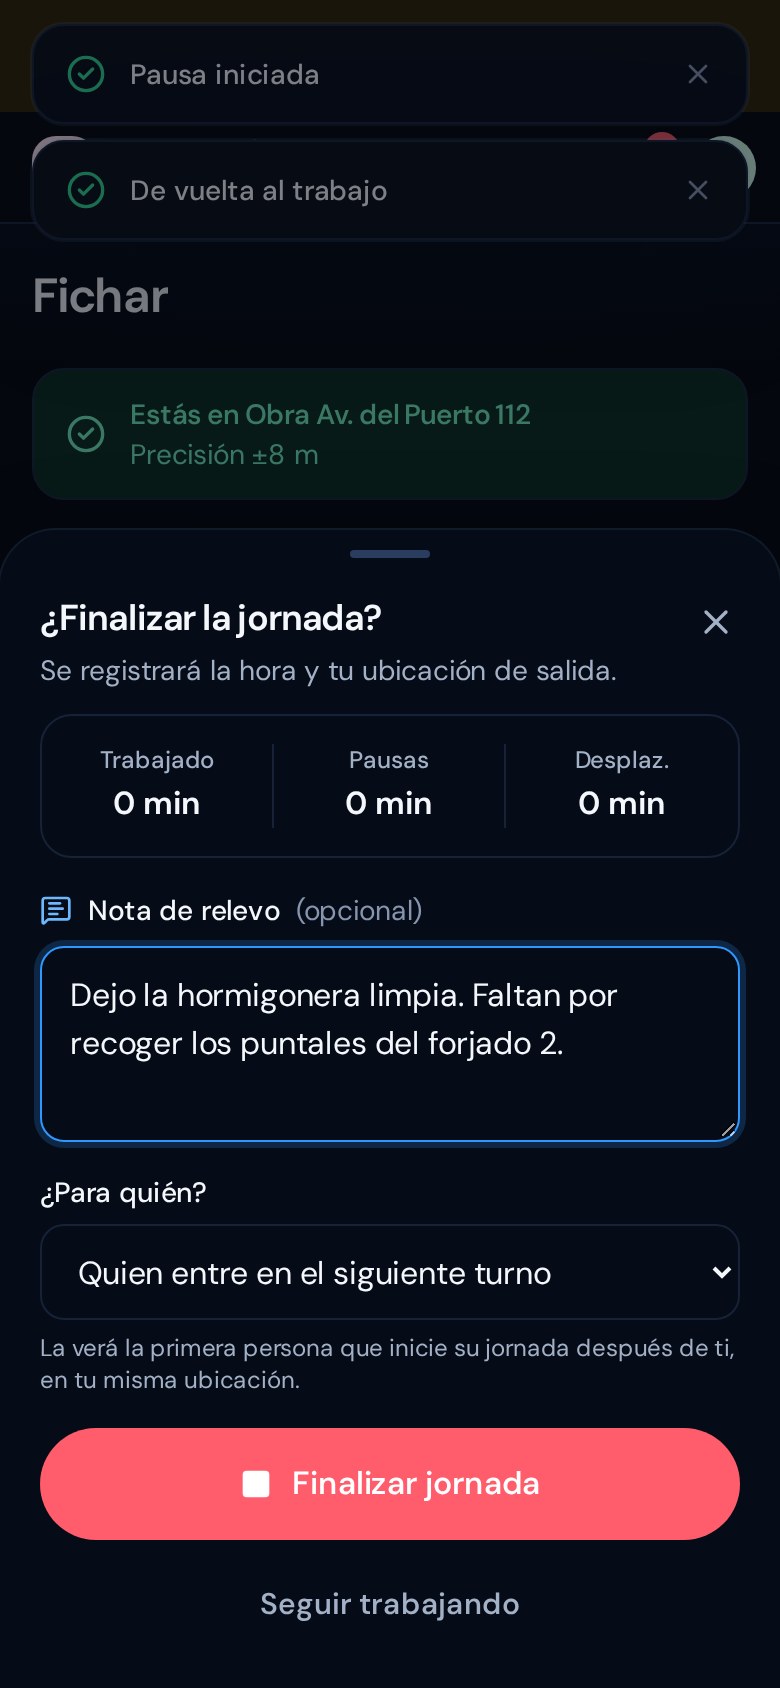 Pausa iniciada
De vuelta al trabajo
Fichar
Estás en Obra Av. del Puerto 112
Precisión ±8 m
¿Finalizar la jornada?
Se registrará la hora y tu ubicación de salida.
Trabajado Pausas Desplaz.
0 min 0 min 0 min
Nota de relevo (opcional)
Dejo la hormigonera limpia. Faltan por
recoger los puntales del forjado 2.
¿Para quién?
Quien entre en el siguiente turno
La verá la primera persona que inicie su jornada después de ti,
en tu misma ubicación.
Finalizar jornada
Seguir trabajando